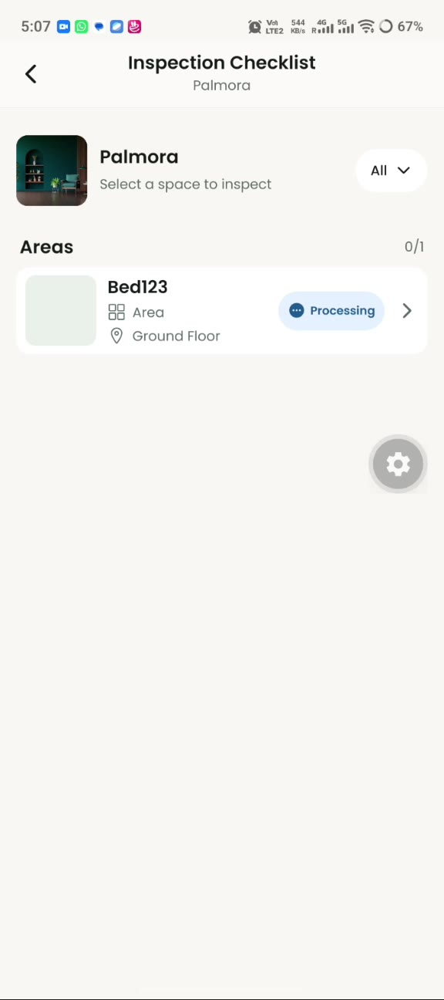 5:07 Vo) LTE2 544 KB/s 4G R 5G 67%
Inspection Checklist
Palmora
Palmora
Select a space to inspect
All
Areas
0/1
Bed123
Area
Ground Floor
Processing